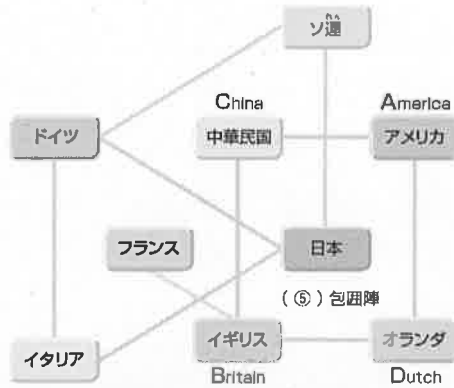 ソ連
れん
China
America
ドイツ
中華民国
アメリカ
フランス
日本
(⑤)包囲陣
イタリア
イギリス
オランダ
Britain
Dutch